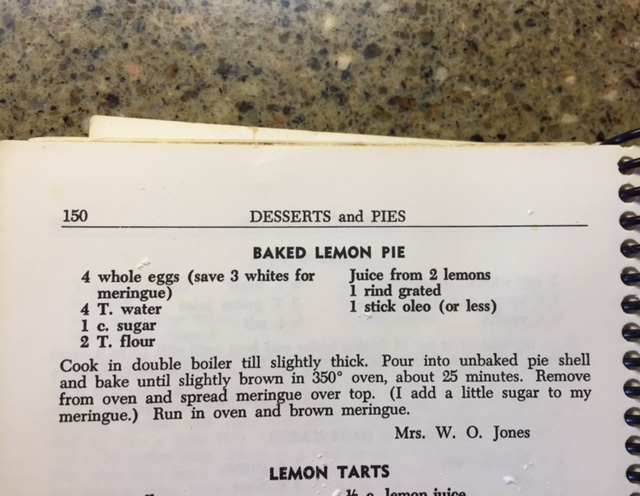 150 DESSERTS and PIES
BAKED LEMON PIE
4 whole eggs (save 3 whites for
meringue)
4 T. water
1 c. sugar
2 T. flour
Juice from 2 lemons
1 rind grated
1 stick oleo (or less)
Cook in double boiler till slightly thick. Pour into unbaked pie shell
and bake until slightly brown in 350° oven, about 25 minutes. Remove
from oven and spread meringue over top. (I add a little sugar to my
meringue.) Run in oven and brown meringue.
Mrs. W. O. Jones
LEMON TARTS
c. lemon juice